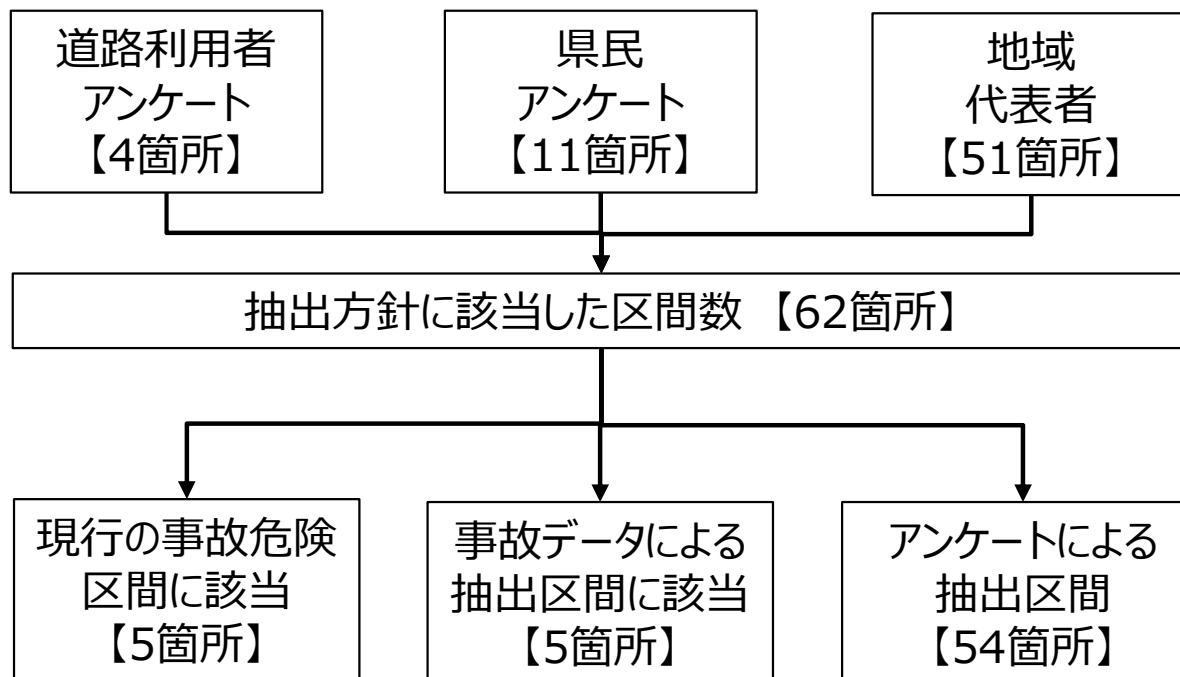 道路利用者
アンケート
【4箇所】
県民
アンケート
【11箇所】
地域
代表者
【51箇所】
抽出方針に該当した区間数 【62箇所】
現行の事故危険
区間に該当
【5箇所】
事故データによる
抽出区間に該当
【5箇所】
アンケートによる
抽出区間
【54箇所】